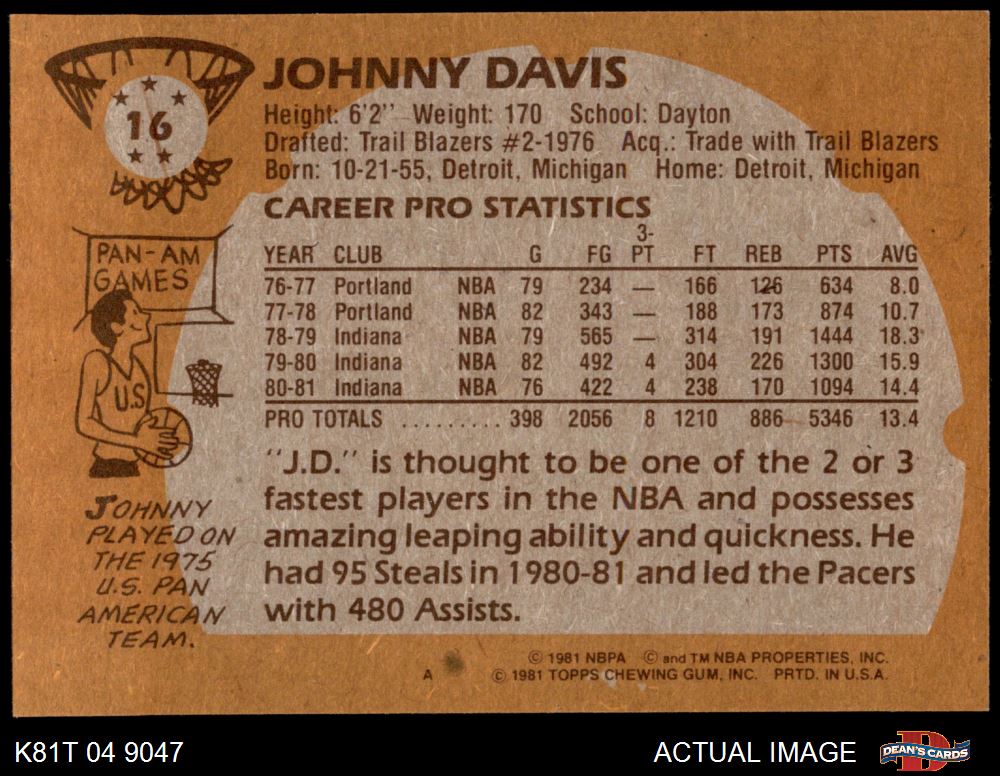 16
JOHNNY DAVIS
Height: 6'2'' Weight: 170 School: Dayton
Drafted: Trail Blazers #2-1976 Acq.: Trade with Trail Blazers
Born: 10-21-55, Detroit, Michigan Home: Detroit, Michigan
CAREER PRO STATISTICS
YEAR CLUB G FG 3-PT FT REB PTS AVG
76-77 Portland NBA 79 234 — 166 126 634 8.0
77-78 Portland NBA 82 343 — 188 173 874 10.7
78-79 Indiana NBA 79 565 — 314 191 1444 18.3
79-80 Indiana NBA 82 492 4 304 226 1300 15.9
80-81 Indiana NBA 76 422 4 238 170 1094 14.4
PRO TOTALS ......... 398 2056 8 1210 886 5346 13.4
"J.D." is thought to be one of the 2 or 3
fastest players in the NBA and possesses
amazing leaping ability and quickness. He
had 95 Steals in 1980-81 and led the Pacers
with 480 Assists.
PAN-AM
GAMES
U.S.
JOHNNY
PLAYED ON
THE 1975
U.S. PAN
AMERICAN
TEAM.
© 1981 NBPA © and TM NBA PROPERTIES, INC.
A © 1981 TOPPS CHEWING GUM, INC. PRTD. IN U.S.A.
K81T 04 9047
ACTUAL IMAGE
D
DEAN'S CARDS